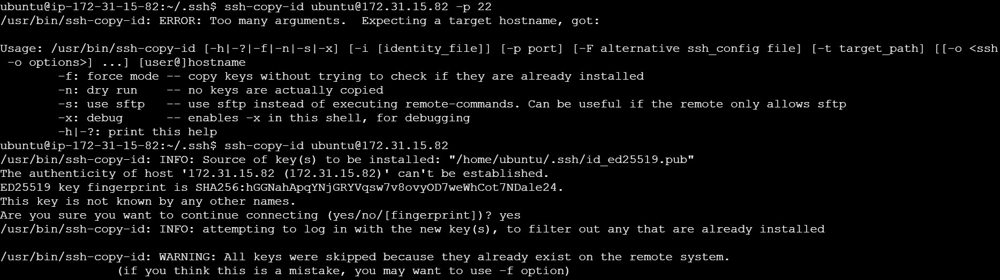 ubuntu@ip-172-31-15-82:~/.ssh$ ssh-copy-id ubuntu@172.31.15.82 -p 22
/usr/bin/ssh-copy-id: ERROR: Too many arguments.  Expecting a target hostname, got:

Usage: /usr/bin/ssh-copy-id [-h|-?|-f|-n|-s|-x] [-i [identity_file]] [-p port] [-F alternative ssh_config file] [-t target_path] [[-o <ssh
 -o options>] ...] [user@]hostname
        -f: force mode -- copy keys without trying to check if they are already installed
        -n: dry run    -- no keys are actually copied
        -s: use sftp   -- use sftp instead of executing remote-commands. Can be useful if the remote only allows sftp
        -x: debug      -- enables -x in this shell, for debugging
        -h|-?: print this help
ubuntu@ip-172-31-15-82:~/.ssh$ ssh-copy-id ubuntu@172.31.15.82
/usr/bin/ssh-copy-id: INFO: Source of key(s) to be installed: "/home/ubuntu/.ssh/id_ed25519.pub"
The authenticity of host '172.31.15.82 (172.31.15.82)' can't be established.
ED25519 key fingerprint is SHA256:hGGNahApqYNjGRYVqsw7v8ovyOD7weWhCot7NDale24.
This key is not known by any other names.
Are you sure you want to continue connecting (yes/no/[fingerprint])? yes
/usr/bin/ssh-copy-id: INFO: attempting to log in with the new key(s), to filter out any that are already installed

/usr/bin/ssh-copy-id: WARNING: All keys were skipped because they already exist on the remote system.
                (if you think this is a mistake, you may want to use -f option)